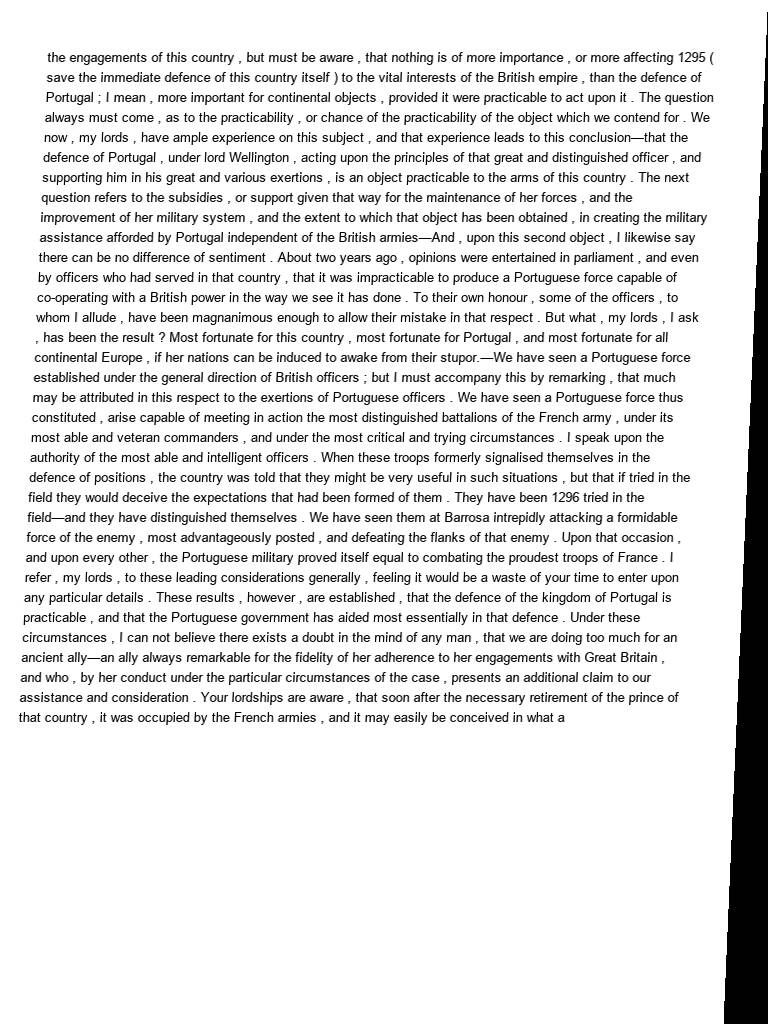 the engagements of this country , but must be aware , that nothing is of more importance , or more affecting 1295 (
save the immediate defence of this country itself ) to the vital interests of the British empire , than the defence of
Portugal ; I mean , more important for continental objects , provided it were practicable to act upon it . The question
always must come , as to the practicability , or chance of the practicability of the object which we contend for . We
now , my lords , have ample experience on this subject , and that experience leads to this conclusion—that the
defence of Portugal , under lord Wellington , acting upon the principles of that great and distinguished officer , and
supporting him in his great and various exertions , is an object practicable to the arms of this country . The next
question refers to the subsidies , or support given that way for the maintenance of her forces , and the
improvement of her military system , and the extent to which that object has been obtained , in creating the military
assistance afforded by Portugal independent of the British armies—And , upon this second object , I likewise say
there can be no difference of sentiment . About two years ago , opinions were entertained in parliament , and even
by officers who had served in that country , that it was impracticable to produce a Portuguese force capable of
co-operating with a British power in the way we see it has done . To their own honour , some of the officers , to
whom I allude , have been magnanimous enough to allow their mistake in that respect . But what , my lords , I ask
, has been the result ? Most fortunate for this country , most fortunate for Portugal , and most fortunate for all
continental Europe , if her nations can be induced to awake from their stupor.—We have seen a Portuguese force
established under the general direction of British officers ; but I must accompany this by remarking , that much
may be attributed in this respect to the exertions of Portuguese officers . We have seen a Portuguese force thus
constituted , arise capable of meeting in action the most distinguished battalions of the French army , under its
most able and veteran commanders , and under the most critical and trying circumstances . I speak upon the
authority of the most able and intelligent officers . When these troops formerly signalised themselves in the
defence of positions , the country was told that they might be very useful in such situations , but that if tried in the
field they would deceive the expectations that had been formed of them . They have been 1296 tried in the
field—and they have distinguished themselves . We have seen them at Barrosa intrepidly attacking a formidable
force of the enemy , most advantageously posted , and defeating the flanks of that enemy . Upon that occasion ,
and upon every other , the Portuguese military proved itself equal to combating the proudest troops of France . I
refer , my lords , to these leading considerations generally , feeling it would be a waste of your time to enter upon
any particular details . These results , however , are established , that the defence of the kingdom of Portugal is
practicable , and that the Portuguese government has aided most essentially in that defence . Under these
circumstances , I can not believe there exists a doubt in the mind of any man , that we are doing too much for an
ancient ally—an ally always remarkable for the fidelity of her adherence to her engagements with Great Britain ,
and who , by her conduct under the particular circumstances of the case , presents an additional claim to our
assistance and consideration . Your lordships are aware , that soon after the necessary retirement of the prince of
that country , it was occupied by the French armies , and it may easily be conceived in what a